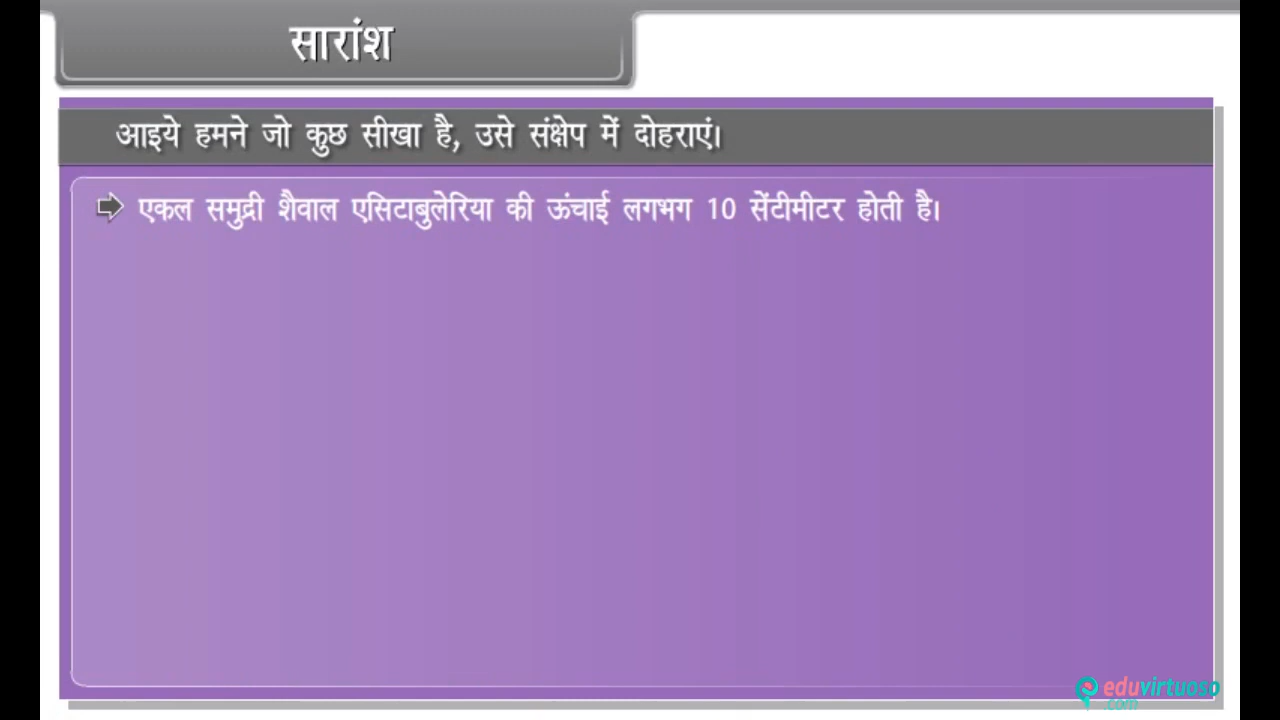 सारांश
आइये हमने जो कुछ सीखा है, उसे संक्षेप में दोहराएं।
एकल समुद्री शैवाल एसिटाबुलेरिया की ऊंचाई लगभग 10 सेंटीमीटर होती है।
eduvirtuoso
.com